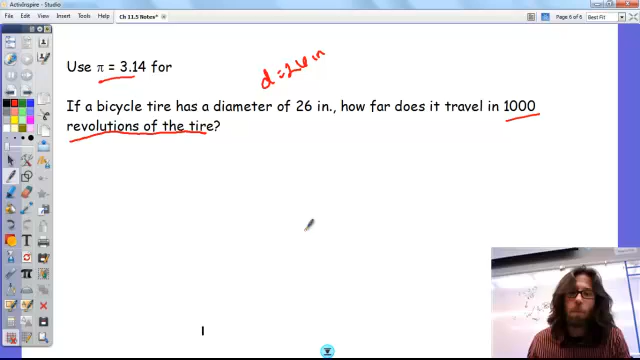 ActivInspire
File Edit View Insert Tools Help
Ch 11.5 Notes* Page 6 of 6 Best Fit
d = 26 in
Use π = 3.14 for
If a bicycle tire has a diameter of 26 in., how far does it travel in 1000
revolutions of the tire?
1